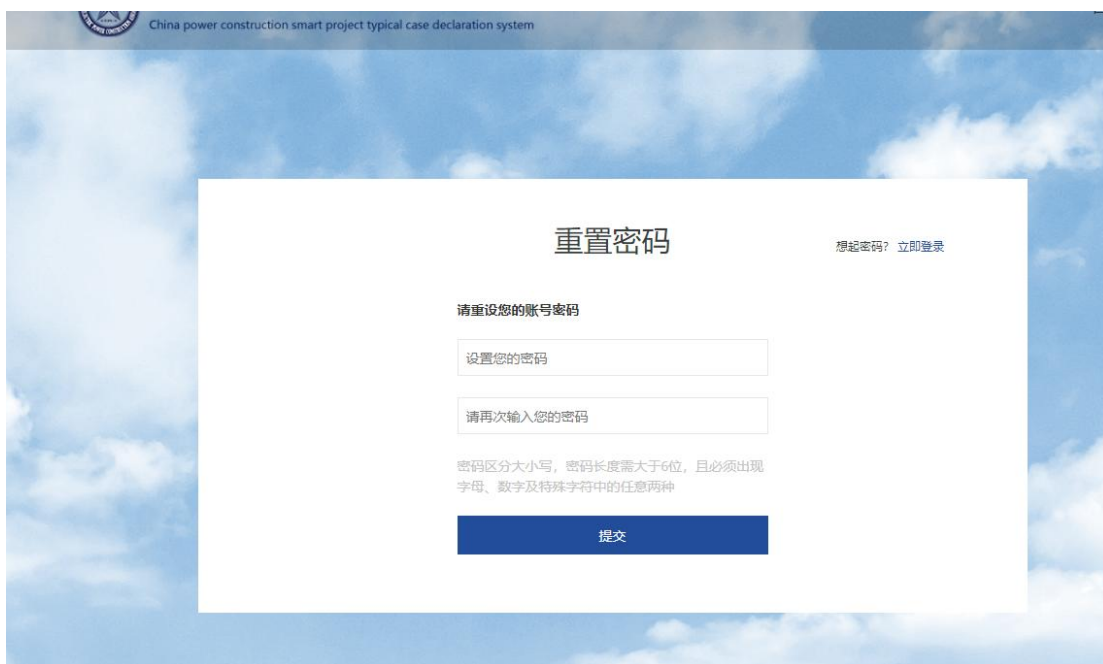 China power construction smart project typical case declaration system
重置密码
想起密码? 立即登录
请重设您的账号密码
设置您的密码
请再次输入您的密码
密码区分大小写，密码长度需大于6位，且必须出现
字母、数字及特殊字符中的任意两种
提交